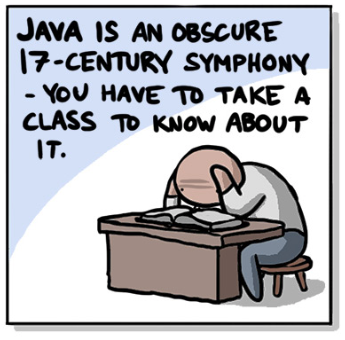 JAVA IS AN OBSCURE
17-CENTURY SYMPHONY
- YOU HAVE TO TAKE A
CLASS TO KNOW ABOUT
IT.